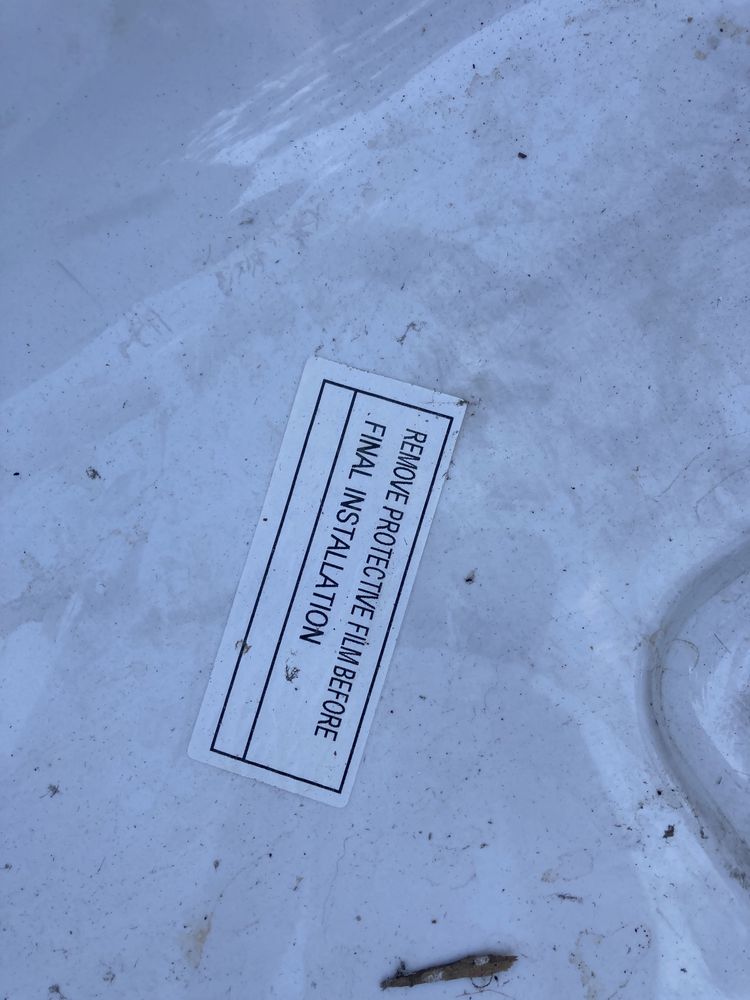 REMOVE PROTECTIVE FILM BEFORE
FINAL INSTALLATION